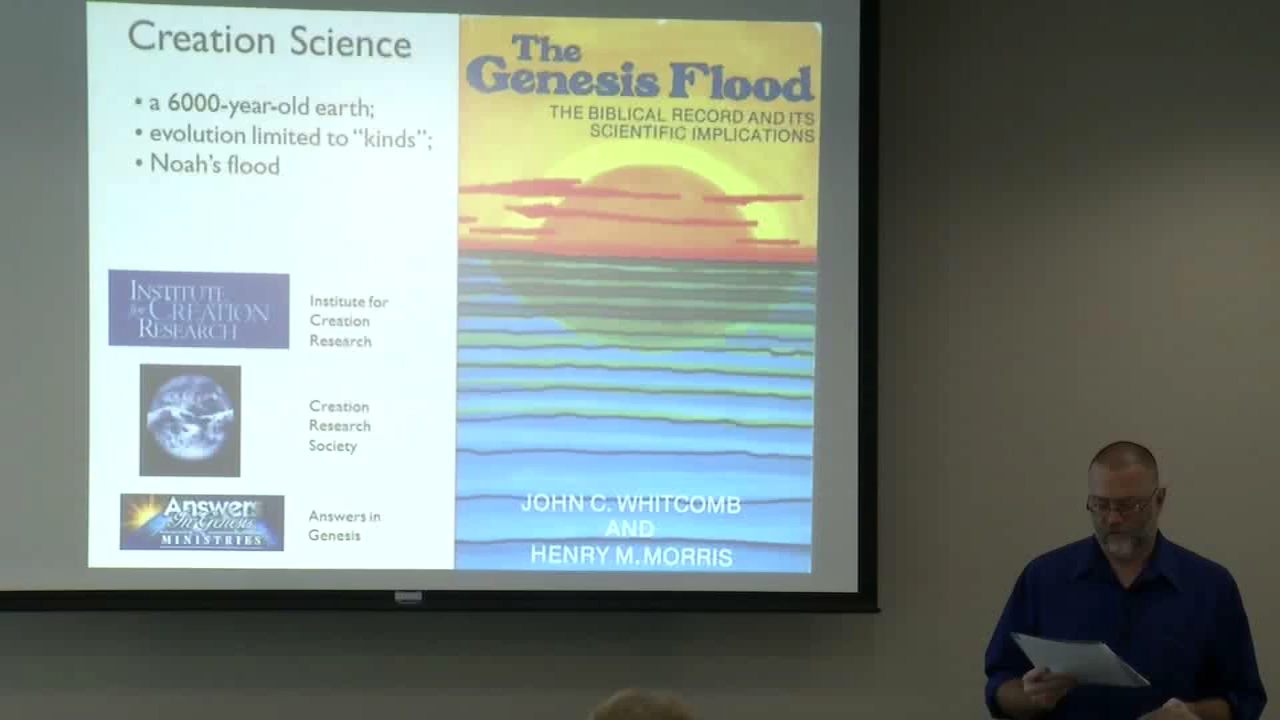 Creation Science
• a 6000-year-old earth;
• evolution limited to “kinds”;
• Noah’s flood
INSTITUTE
for CREATION
RESEARCH
Institute for
Creation
Research
Creation
Research
Society
Answers
In Genesis
MINISTRIES
Answers in
Genesis
The
Genesis Flood
THE BIBLICAL RECORD AND ITS
SCIENTIFIC IMPLICATIONS
JOHN C. WHITCOMB
AND
HENRY M. MORRIS